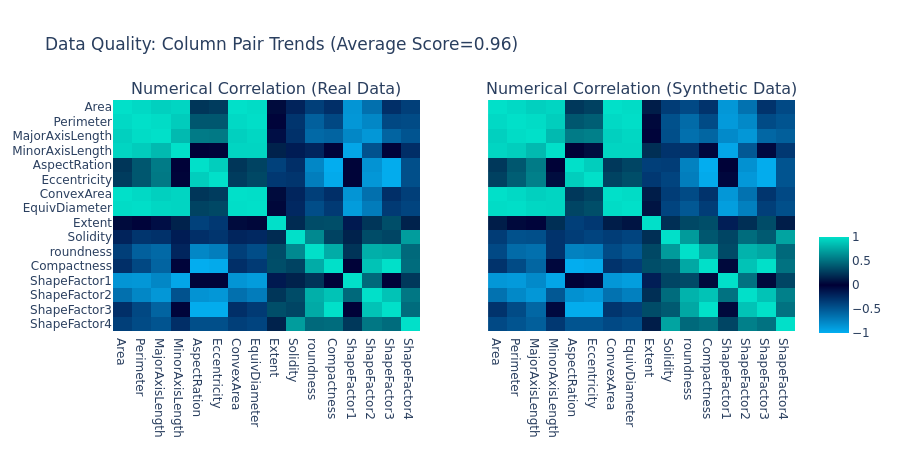 Data Quality: Column Pair Trends (Average Score=0.96)
Numerical Correlation (Real Data)
Numerical Correlation (Synthetic Data)
Area
Perimeter
MajorAxisLength
MinorAxisLength
AspectRation
Eccentricity
ConvexArea
EquivDiameter
Extent
Solidity
roundness
Compactness
ShapeFactor1
ShapeFactor2
ShapeFactor3
ShapeFactor4
Area
Perimeter
MajorAxisLength
MinorAxisLength
AspectRation
Eccentricity
ConvexArea
EquivDiameter
Extent
Solidity
roundness
Compactness
ShapeFactor1
ShapeFactor2
ShapeFactor3
ShapeFactor4
Area
Perimeter
MajorAxisLength
MinorAxisLength
AspectRation
Eccentricity
ConvexArea
EquivDiameter
Extent
Solidity
roundness
Compactness
ShapeFactor1
ShapeFactor2
ShapeFactor3
ShapeFactor4
1
0.5
0
−0.5
−1